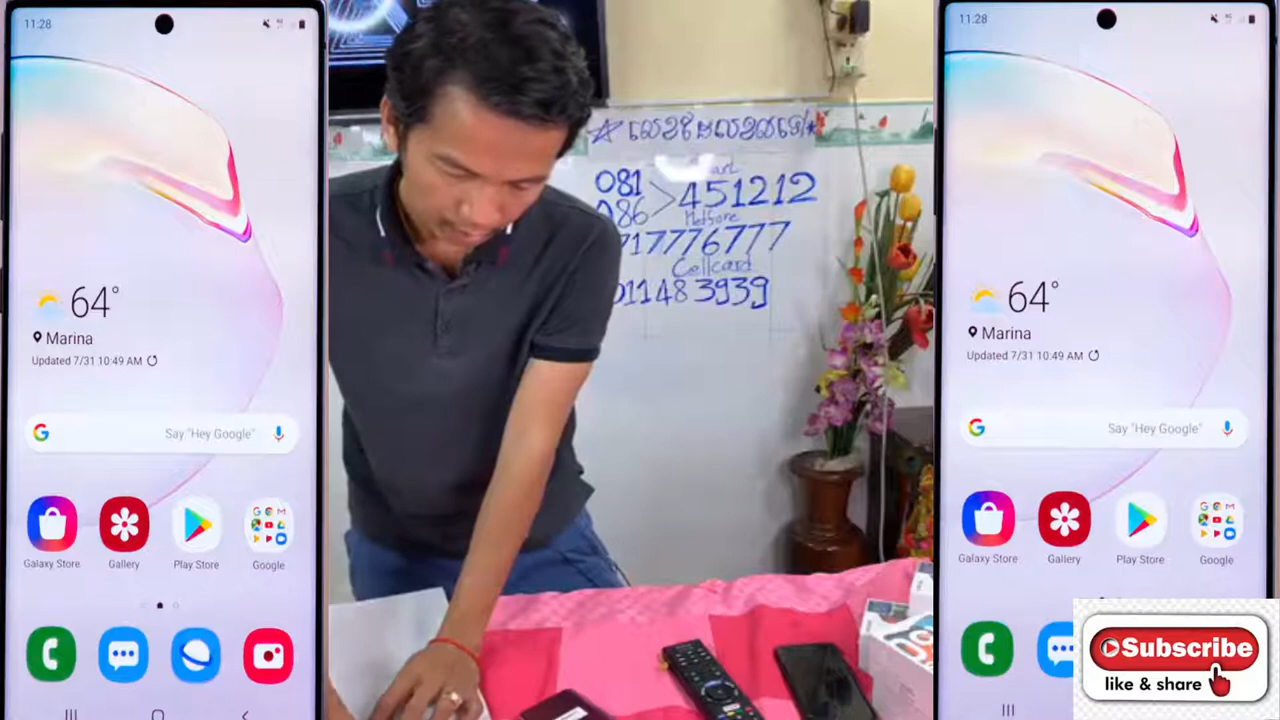 11:28
64°
Marina
Updated 7/31 10:49 AM
Say "Hey Google"
Galaxy Store
Gallery
Play Store
Google
081
086
451212
Metfone
717776777
Cellcard
011483939
11:28
64°
Marina
Updated 7/31 10:49 AM
Say "Hey Google"
Galaxy Store
Gallery
Play Store
Google
Subscribe
like & share